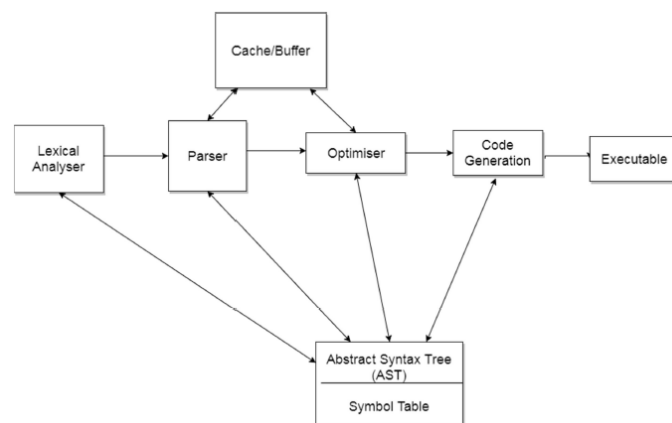 Cache/Buffer
Lexical
Analyser
Parser
Optimiser
Code
Generation
Executable
Abstract Syntax Tree
(AST)
Symbol Table